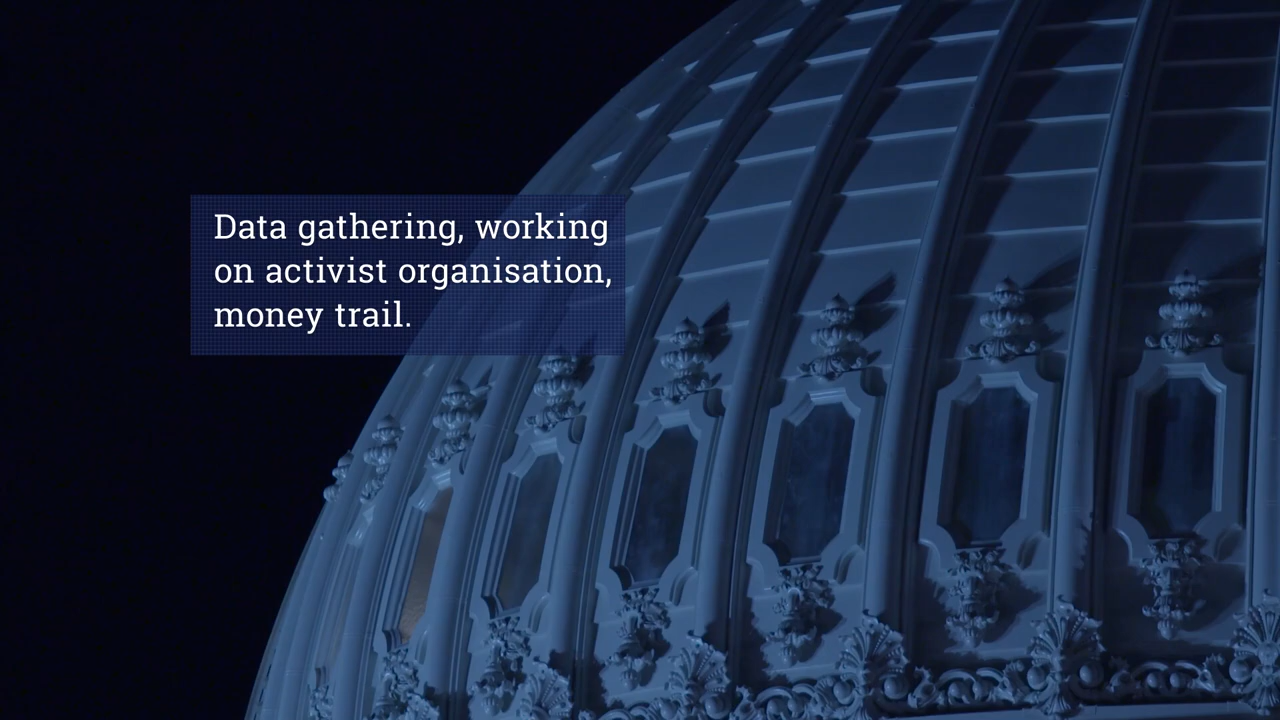 Data gathering, working
on activist organisation,
money trail.